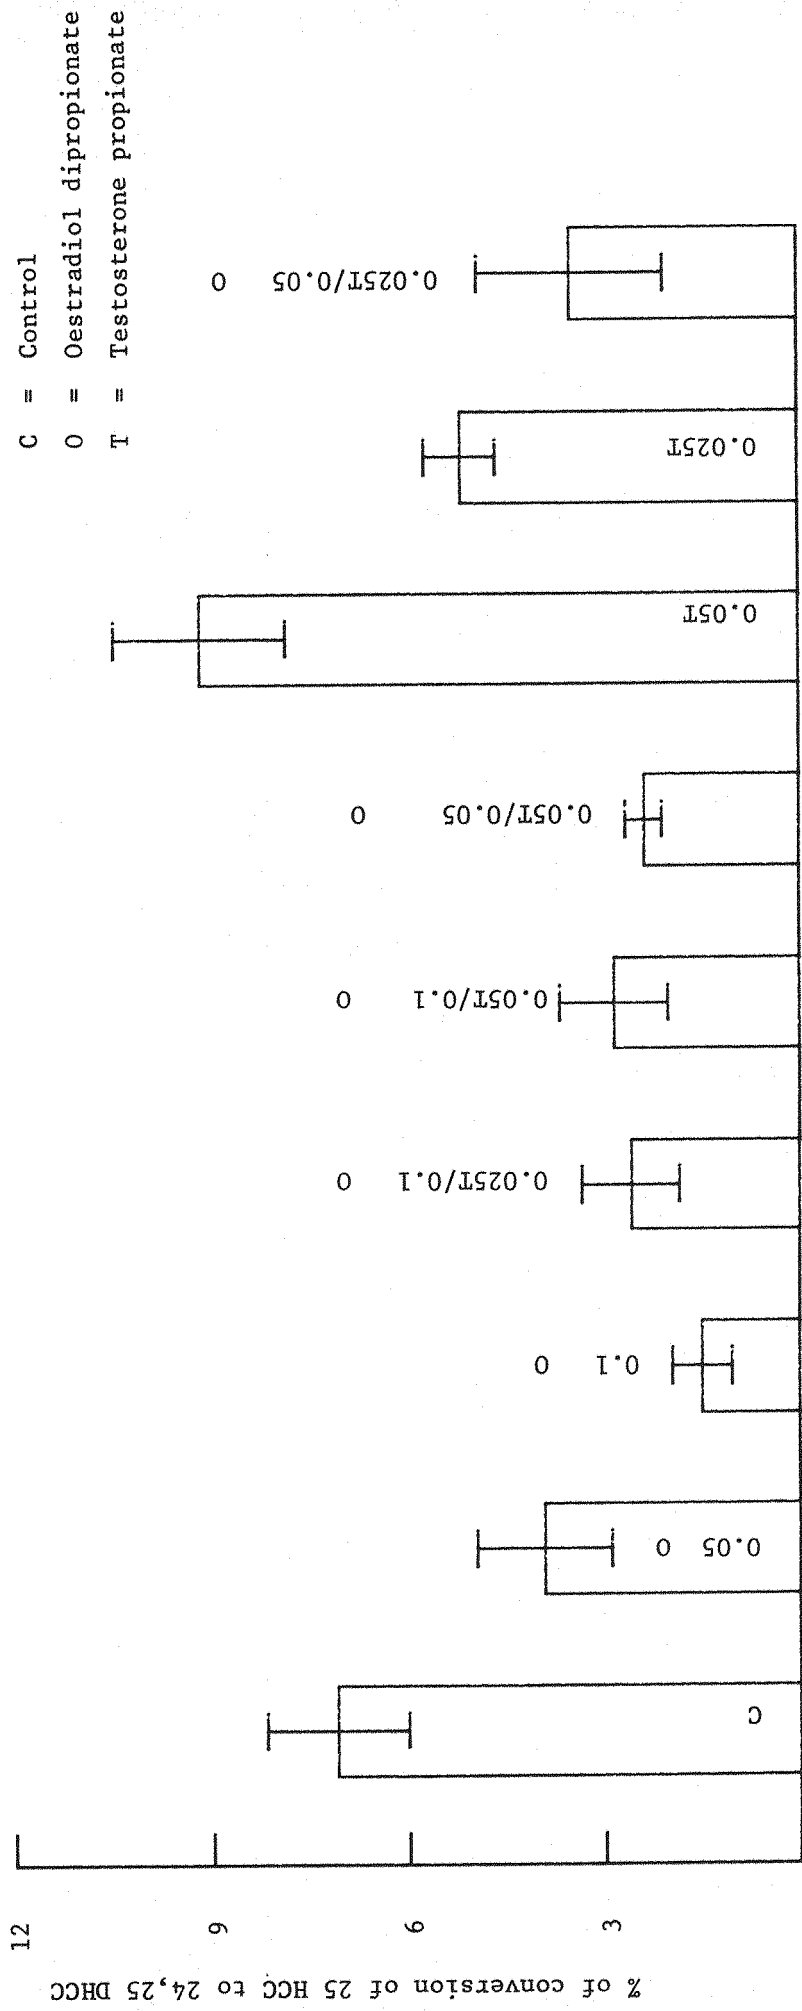 C = Control
O = Oestradiol dipropionate
T = Testosterone propionate
% of conversion of 25 HCC to 24,25 DHCC
12
9
6
3
C
0.05 O
0.1 O
0.025T/0.1 O
0.05T/0.1 O
0.05T/0.05 O
0.05T
0.025T
0.025T/0.05 O